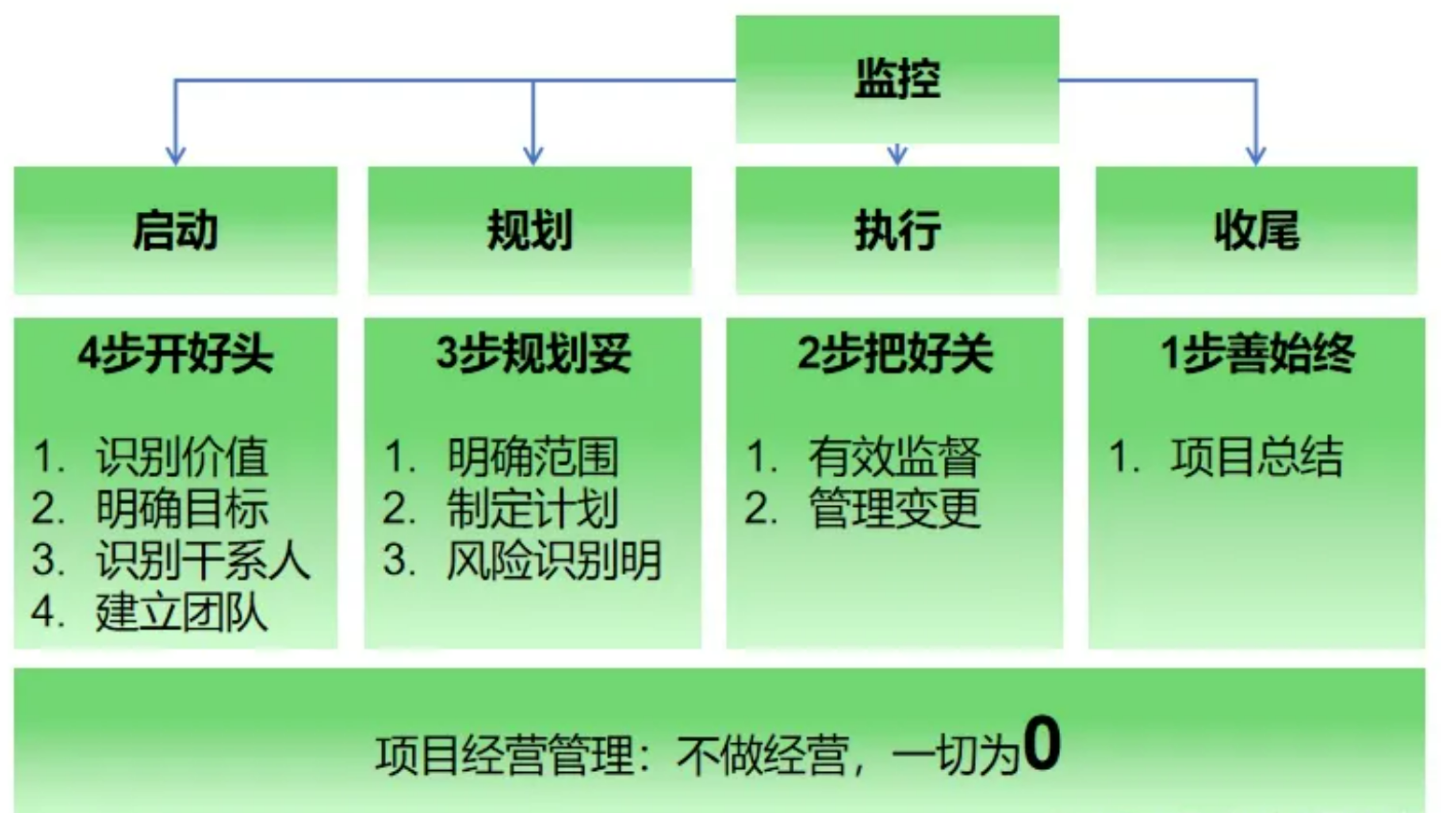 监控
启动
规划
执行
收尾
4步开好头
1. 识别价值
2. 明确目标
3. 识别干系人
4. 建立团队
3步规划妥
1. 明确范围
2. 制定计划
3. 风险识别明
2步把好关
1. 有效监督
2. 管理变更
1步善始终
1. 项目总结
项目经营管理：不做经营，一切为0